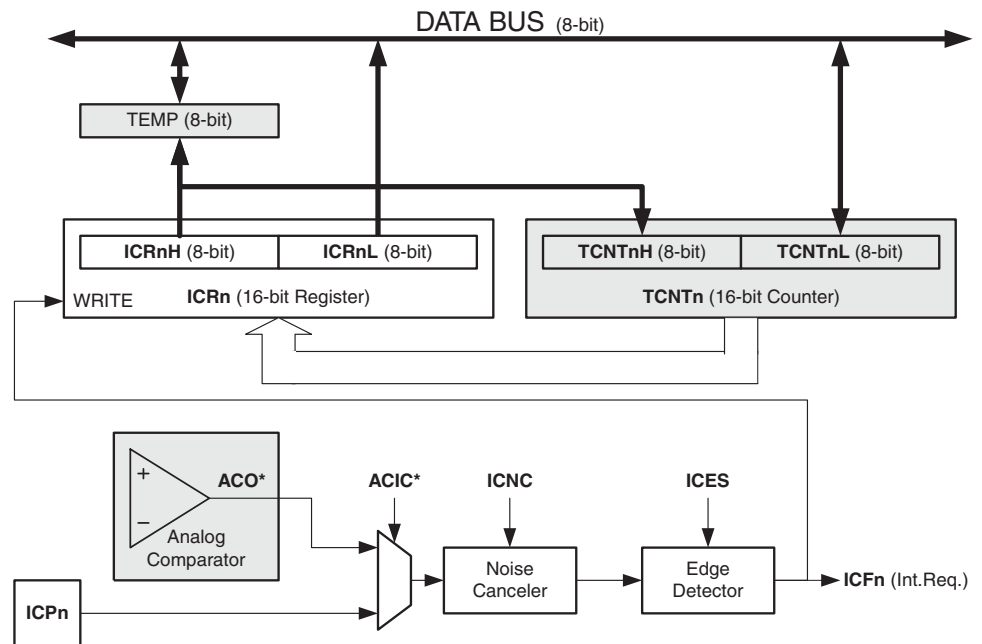 DATA BUS (8-bit)
TEMP (8-bit)
ICRnH (8-bit)
ICRnL (8-bit)
TCNTnH (8-bit)
TCNTnL (8-bit)
WRITE
ICRn (16-bit Register)
TCNTn (16-bit Counter)
+
−
ACO*
Analog
Comparator
ACIC*
ICNC
ICES
Noise
Canceler
Edge
Detector
ICFn (Int.Req.)
ICPn